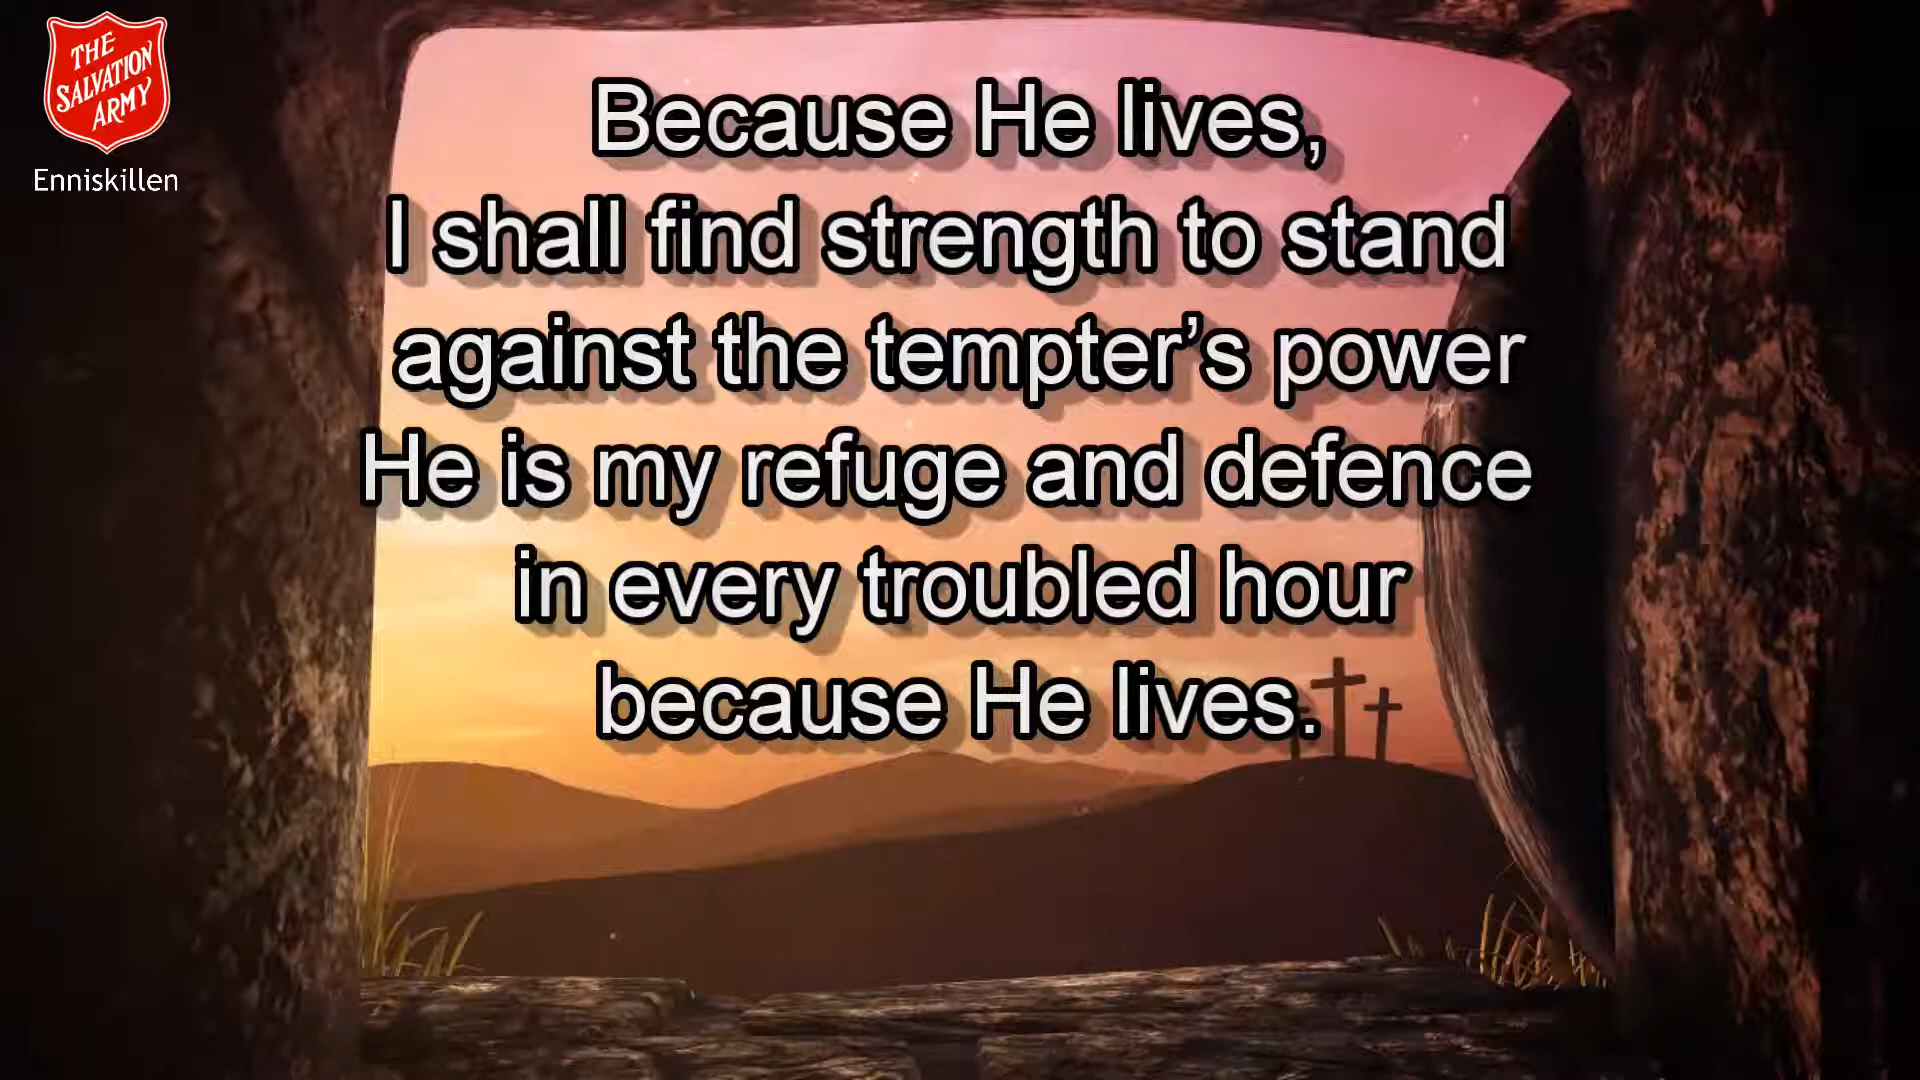 THE
SALVATION
ARMY
Enniskillen
Because He lives,
I shall find strength to stand
against the tempter’s power
He is my refuge and defence
in every troubled hour
because He lives.